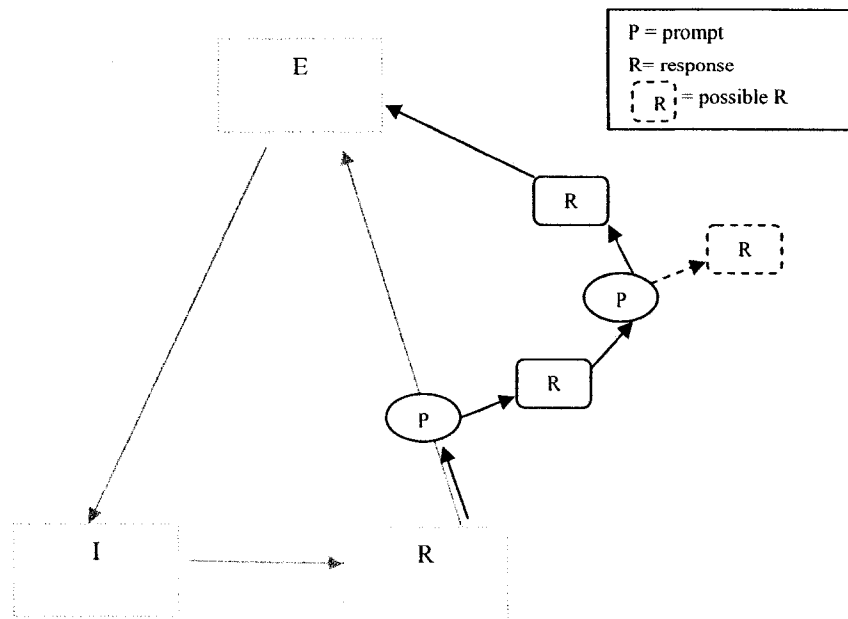 E
P = prompt
R= response
R = possible R
R
R
P
R
P
I
R